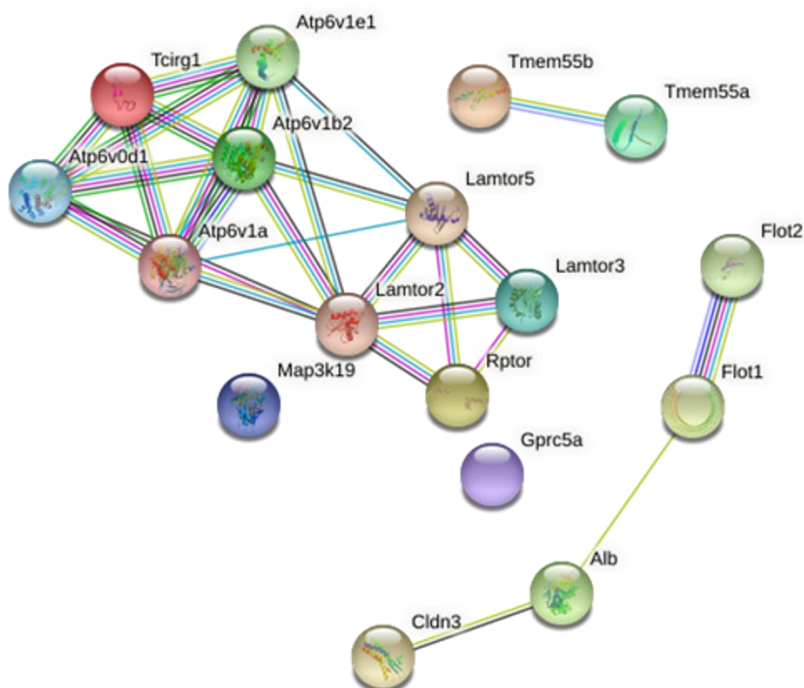 Atp6v1e1
Tcirg1
Tmem55b
Tmem55a
Atp6v1b2
Atp6v0d1
Lamtor5
Atp6v1a
Flot2
Lamtor3
Lamtor2
Rptor
Map3k19
Flot1
Gprc5a
Alb
Cldn3